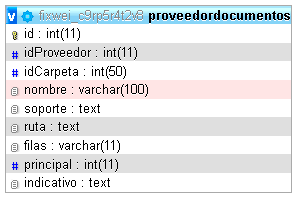 v fixwei_c9rp5r4t2v8 proveedordocumentos
id : int(11)
# idProveedor : int(11)
# idCarpeta : int(50)
nombre : varchar(100)
soporte : text
ruta : text
filas : varchar(11)
# principal : int(11)
indicativo : text